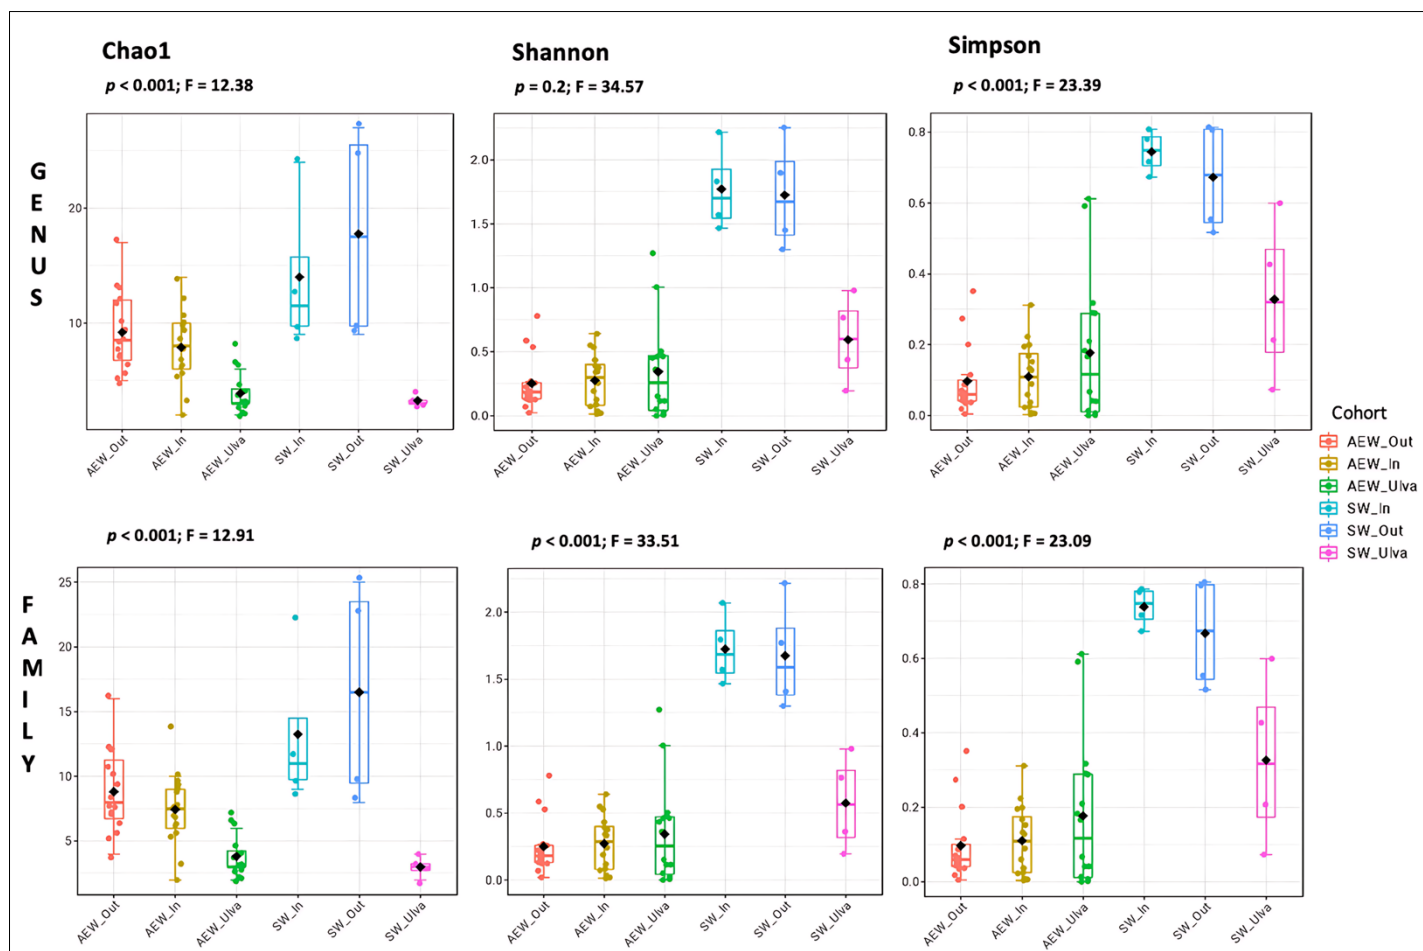 Chao1
Shannon
Simpson
p < 0.001; F = 12.38
p = 0.2; F = 34.57
p < 0.001; F = 23.39
GENUS
20
10
AEW_Out
AEW_In
AEW_Ulva
SW_In
SW_Out
SW_Ulva
2.0
1.5
1.0
0.5
0.0
AEW_Out
AEW_In
AEW_Ulva
SW_In
SW_Out
SW_Ulva
0.8
0.6
0.4
0.2
0.0
AEW_Out
AEW_In
AEW_Ulva
SW_In
SW_Out
SW_Ulva
Cohort
AEW_Out
AEW_In
AEW_Ulva
SW_In
SW_Out
SW_Ulva
p < 0.001; F = 12.91
p < 0.001; F = 33.51
p < 0.001; F = 23.09
FAMILY
25
20
15
10
5
AEW_Out
AEW_In
AEW_Ulva
SW_In
SW_Out
SW_Ulva
2.0
1.5
1.0
0.5
0.0
AEW_Out
AEW_In
AEW_Ulva
SW_In
SW_Out
SW_Ulva
0.8
0.6
0.4
0.2
0.0
AEW_Out
AEW_In
AEW_Ulva
SW_In
SW_Out
SW_Ulva